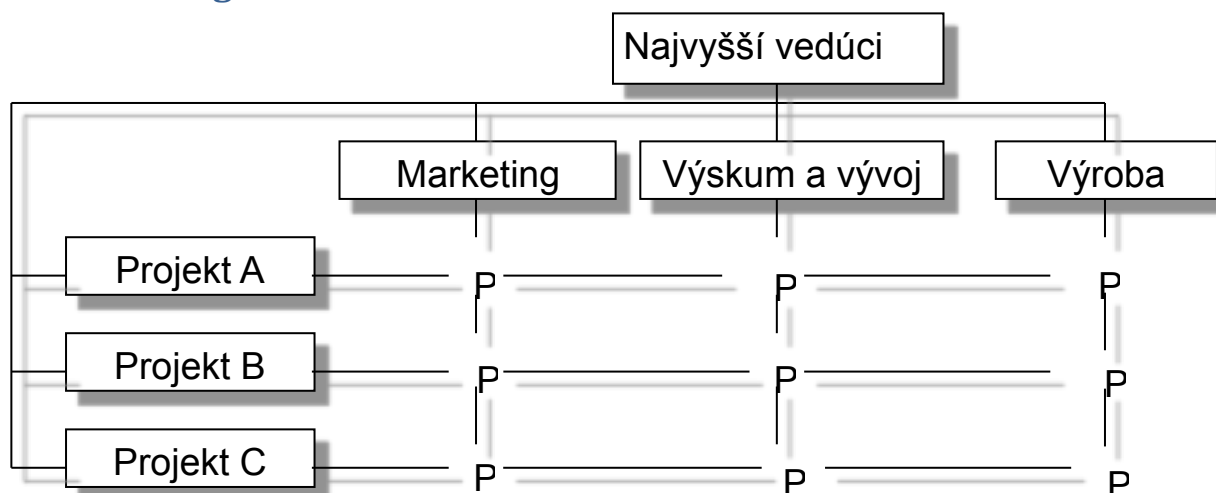 Najvyšší vedúci
Marketing
Výskum a vývoj
Výroba
Projekt A
P P P
Projekt B
P P P
Projekt C
P P P